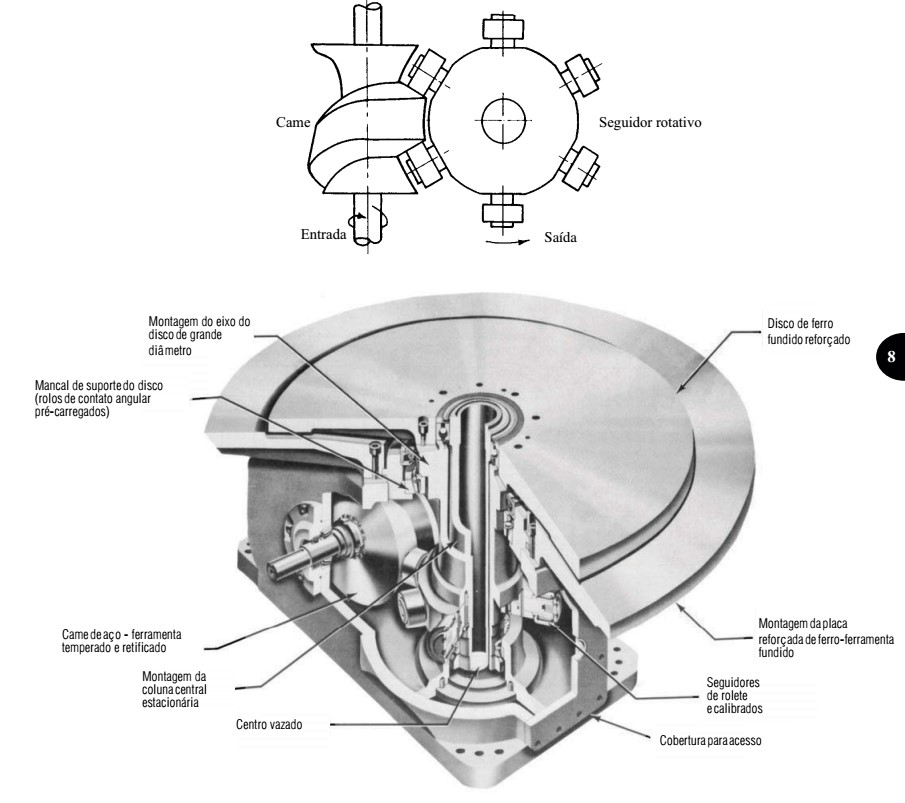 Came
Seguidor rotativo
Entrada
Saída
Montagem do eixo do
disco de grande
diâmetro
Disco de ferro
fundido reforçado
8
Mancal de suporte do disco
(rolos de contato angular
pré-carregados)
Came de aço - ferramenta
temperado e retificado
Montagem da placa
reforçada de ferro-ferramenta
fundido
Montagem da
coluna central
estacionária
Seguidores
de rolete
e calibrados
Centro vazado
Cobertura para acesso